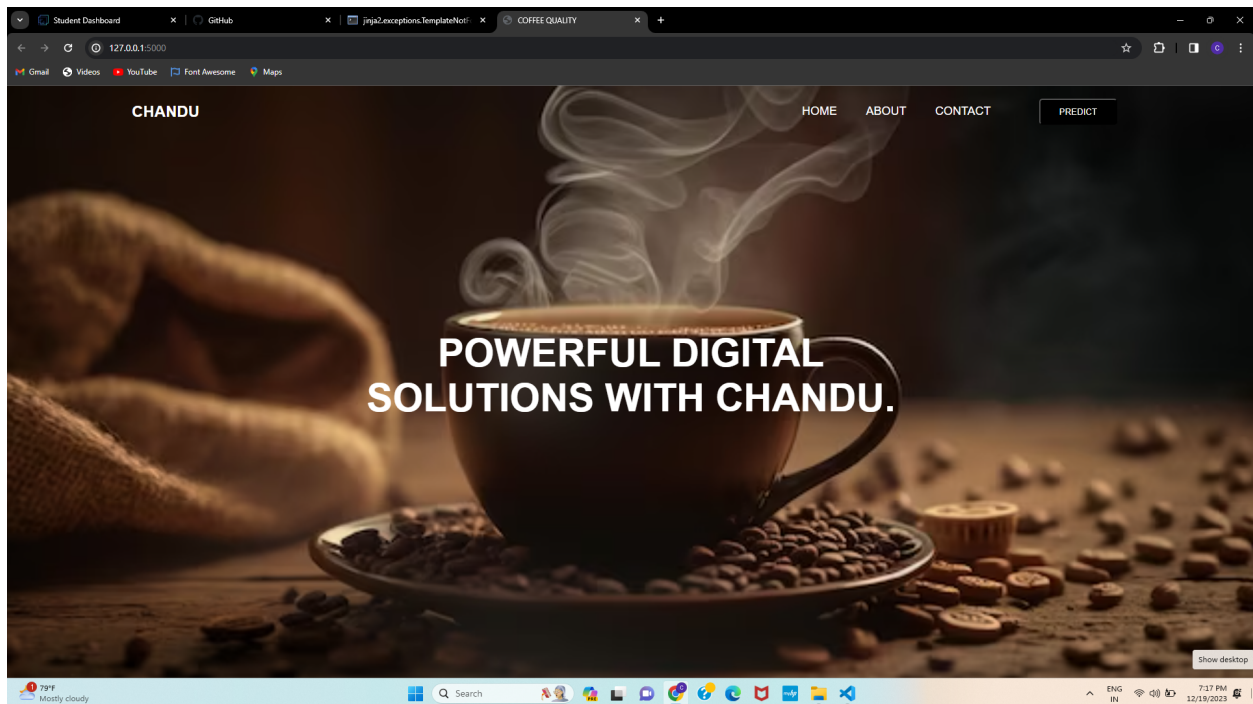 Student Dashboard
GitHub
jinja2.exceptions.TemplateNotF
COFFEE QUALITY
127.0.0.1:5000
Gmail
Videos
YouTube
Font Awesome
Maps
CHANDU
HOME
ABOUT
CONTACT
PREDICT
POWERFUL DIGITAL
SOLUTIONS WITH CHANDU.
Show desktop
1
79°F
Mostly cloudy
Search
PRE
C
ENG
IN
7:17 PM
12/19/2023